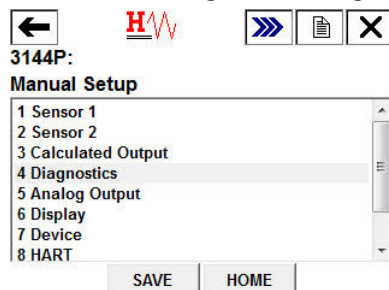 H
3144P:
Manual Setup
1 Sensor 1
2 Sensor 2
3 Calculated Output
4 Diagnostics
5 Analog Output
6 Display
7 Device
8 HART
SAVE HOME